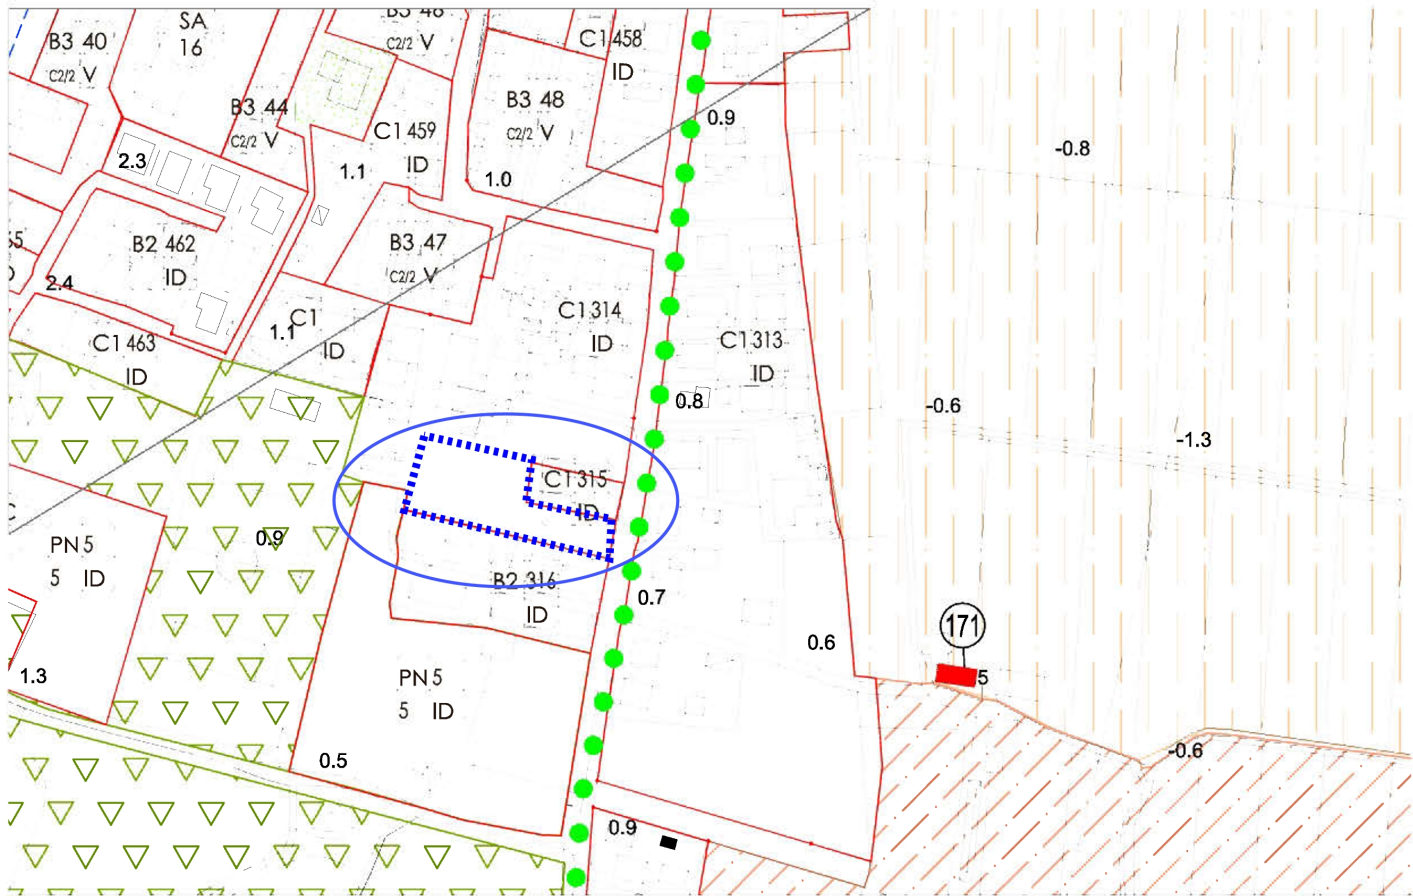 B3 46
C2/2 V
SA
16
B3 40
C2/2 V
C1 458
ID
B3 44
C2/2 V
B3 48
C2/2 V
0.9
C1 459
ID
2.3
1.1
1.0
-0.8
B2 462
ID
B3 47
C2/2 V
2.4
C1 314
ID
C1
1.1
ID
C1 463
ID
C1 313
ID
0.8
-0.6
-1.3
C1 315
ID
0.9
PN 5
5 ID
B2 316
ID
0.7
0.6
171
5
1.3
PN 5
5 ID
0.5
-0.6
0.9